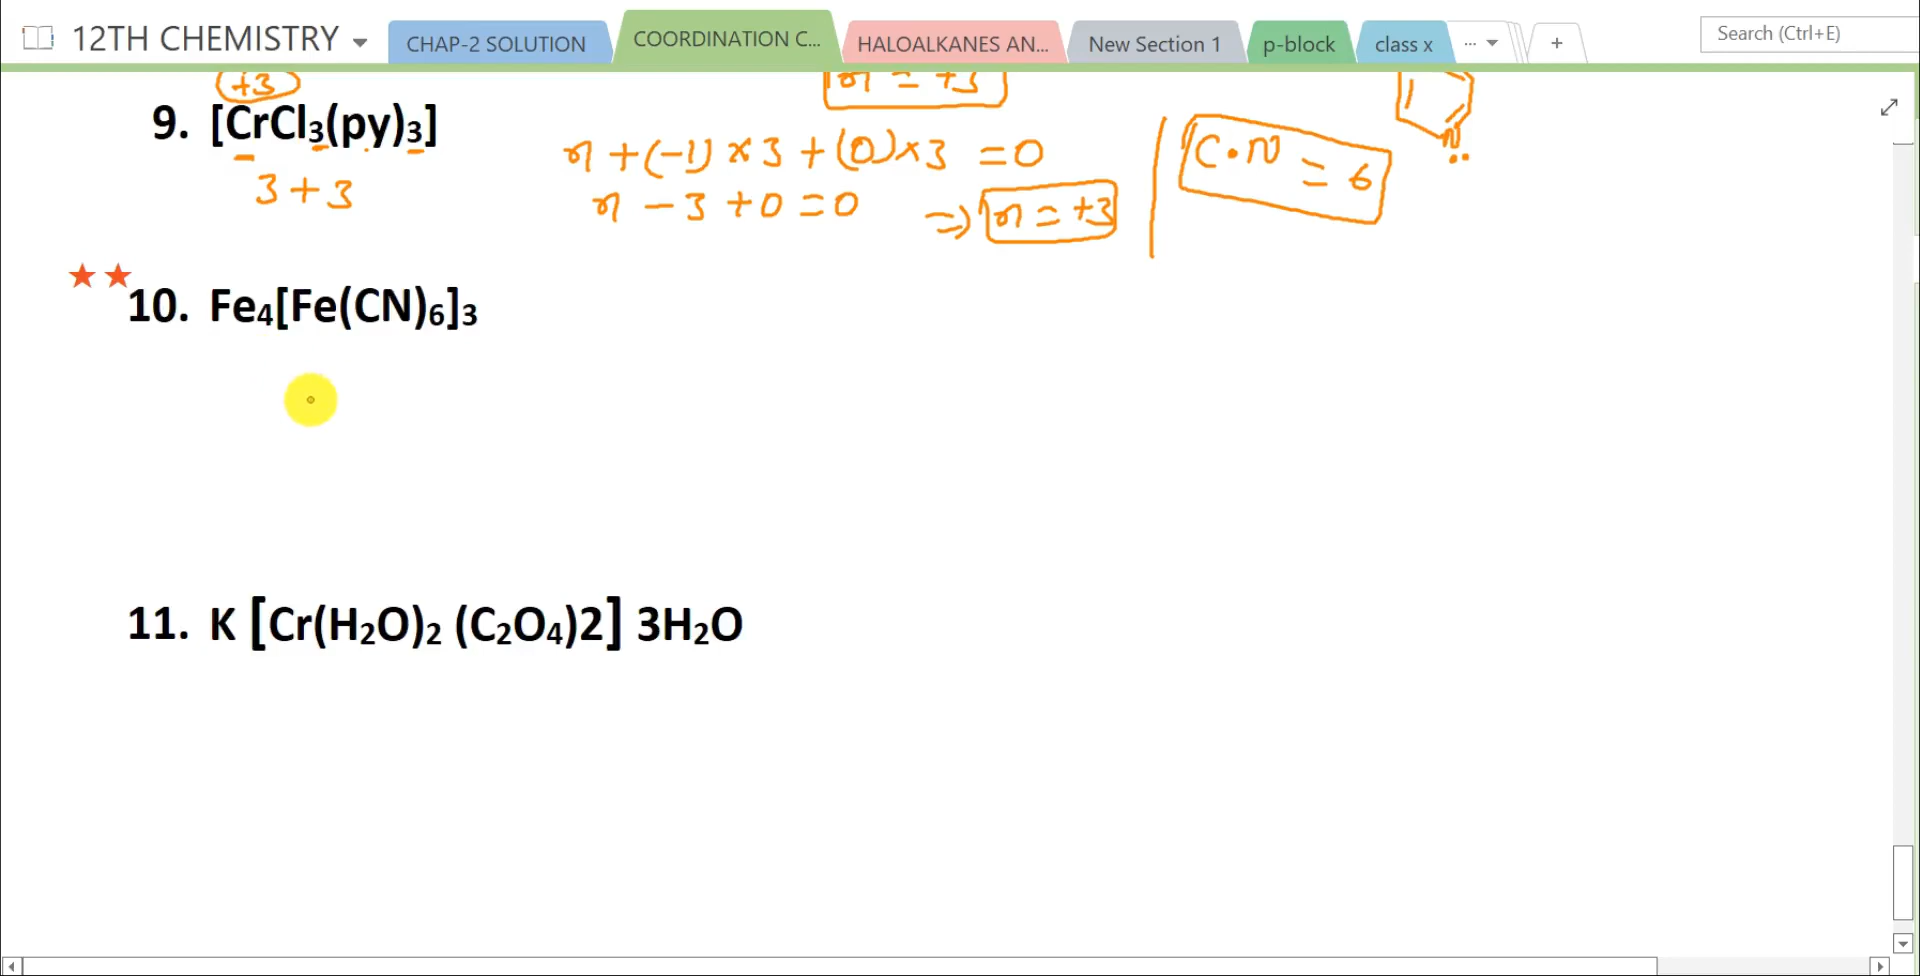 12TH CHEMISTRY
CHAP-2 SOLUTION
COORDINATION C...
HALOALKANES AN...
New Section 1
p-block
class x
...
+
Search (Ctrl+E)
+3
x = +3
9. [CrCl₃(py)₃]
3 + 3
x + (-1) × 3 + (0) × 3 = 0
x - 3 + 0 = 0 ⇒ x = +3
C.N = 6
N
10. Fe₄[Fe(CN)₆]₃
11. K [Cr(H₂O)₂ (C₂O₄)2] 3H₂O